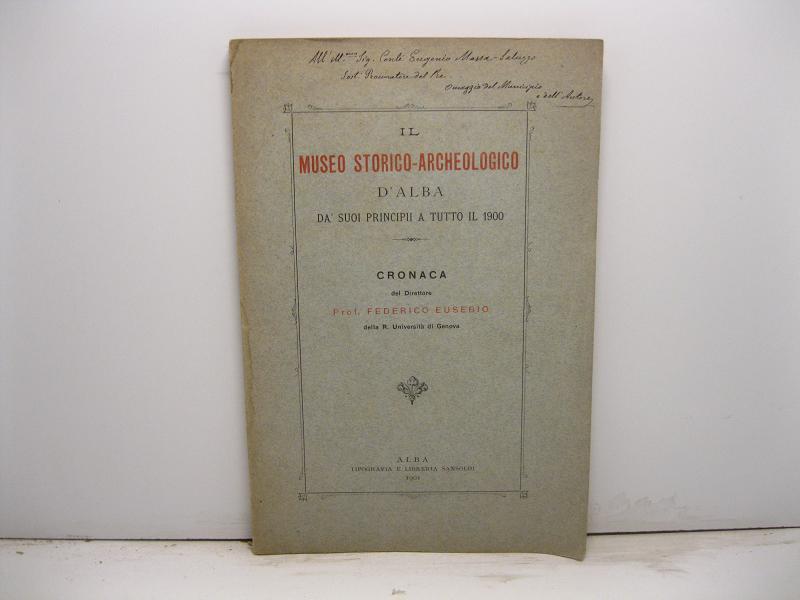 All' Ill.mo Sig. Conte Eugenio Massa-Saluzzo
Sost. Procuratore del Re
Omaggio del Municipio
e dell'Autore
IL
MUSEO STORICO-ARCHEOLOGICO
D'ALBA
DA' SUOI PRINCIPII A TUTTO IL 1900
CRONACA
del Direttore
Prof. FEDERICO EUSEBIO
della R. Università di Genova
ALBA
TIPOGRAFIA E LIBRERIA SANSOLDI
1901